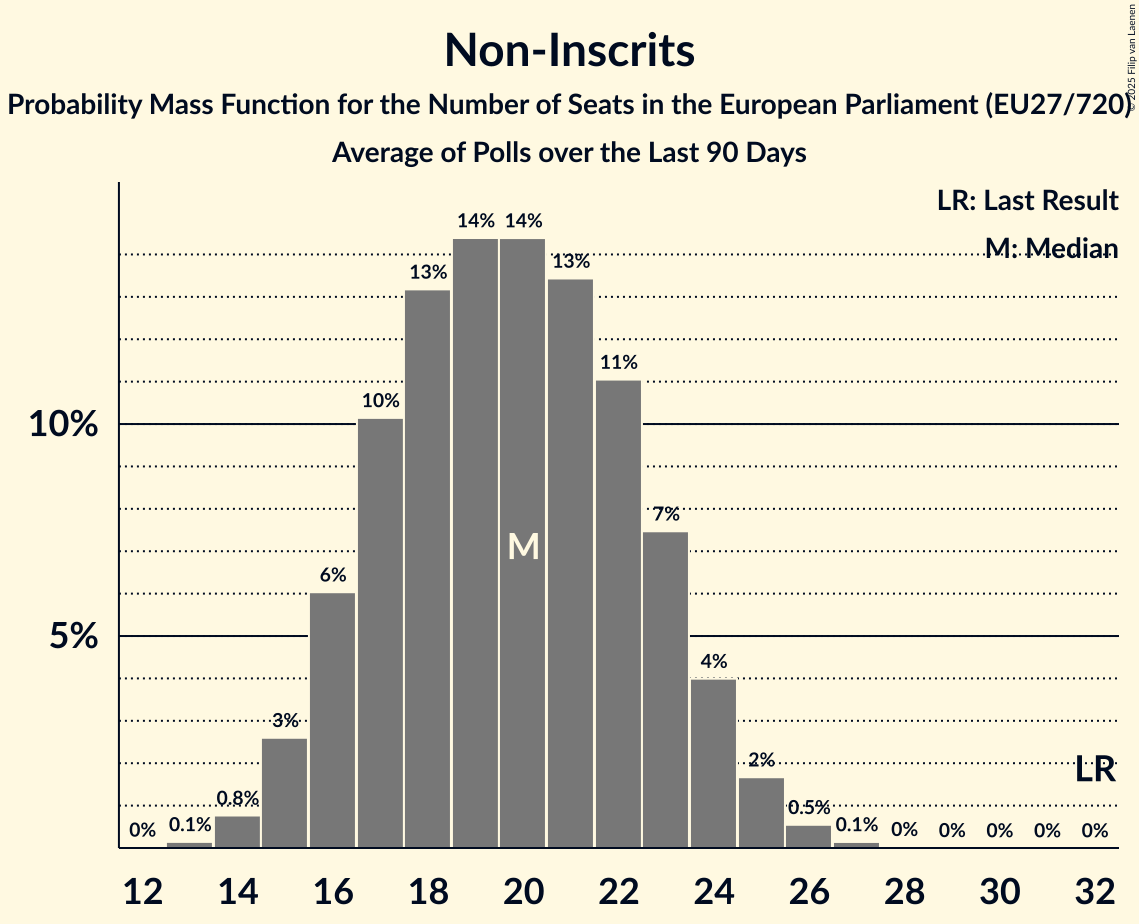 Non-Inscrits
Probability Mass Function for the Number of Seats in the European Parliament (EU27/720)
Average of Polls over the Last 90 Days
© 2025 Filip van Laenen
LR: Last Result
M: Median
14% 14%
13% 13%
11%
10% 10%
7%
M
6%
5%
4%
3%
2%
LR
0% 0.1% 0.8% 0.5% 0.1% 0% 0% 0% 0% 0%
12 14 16 18 20 22 24 26 28 30 32